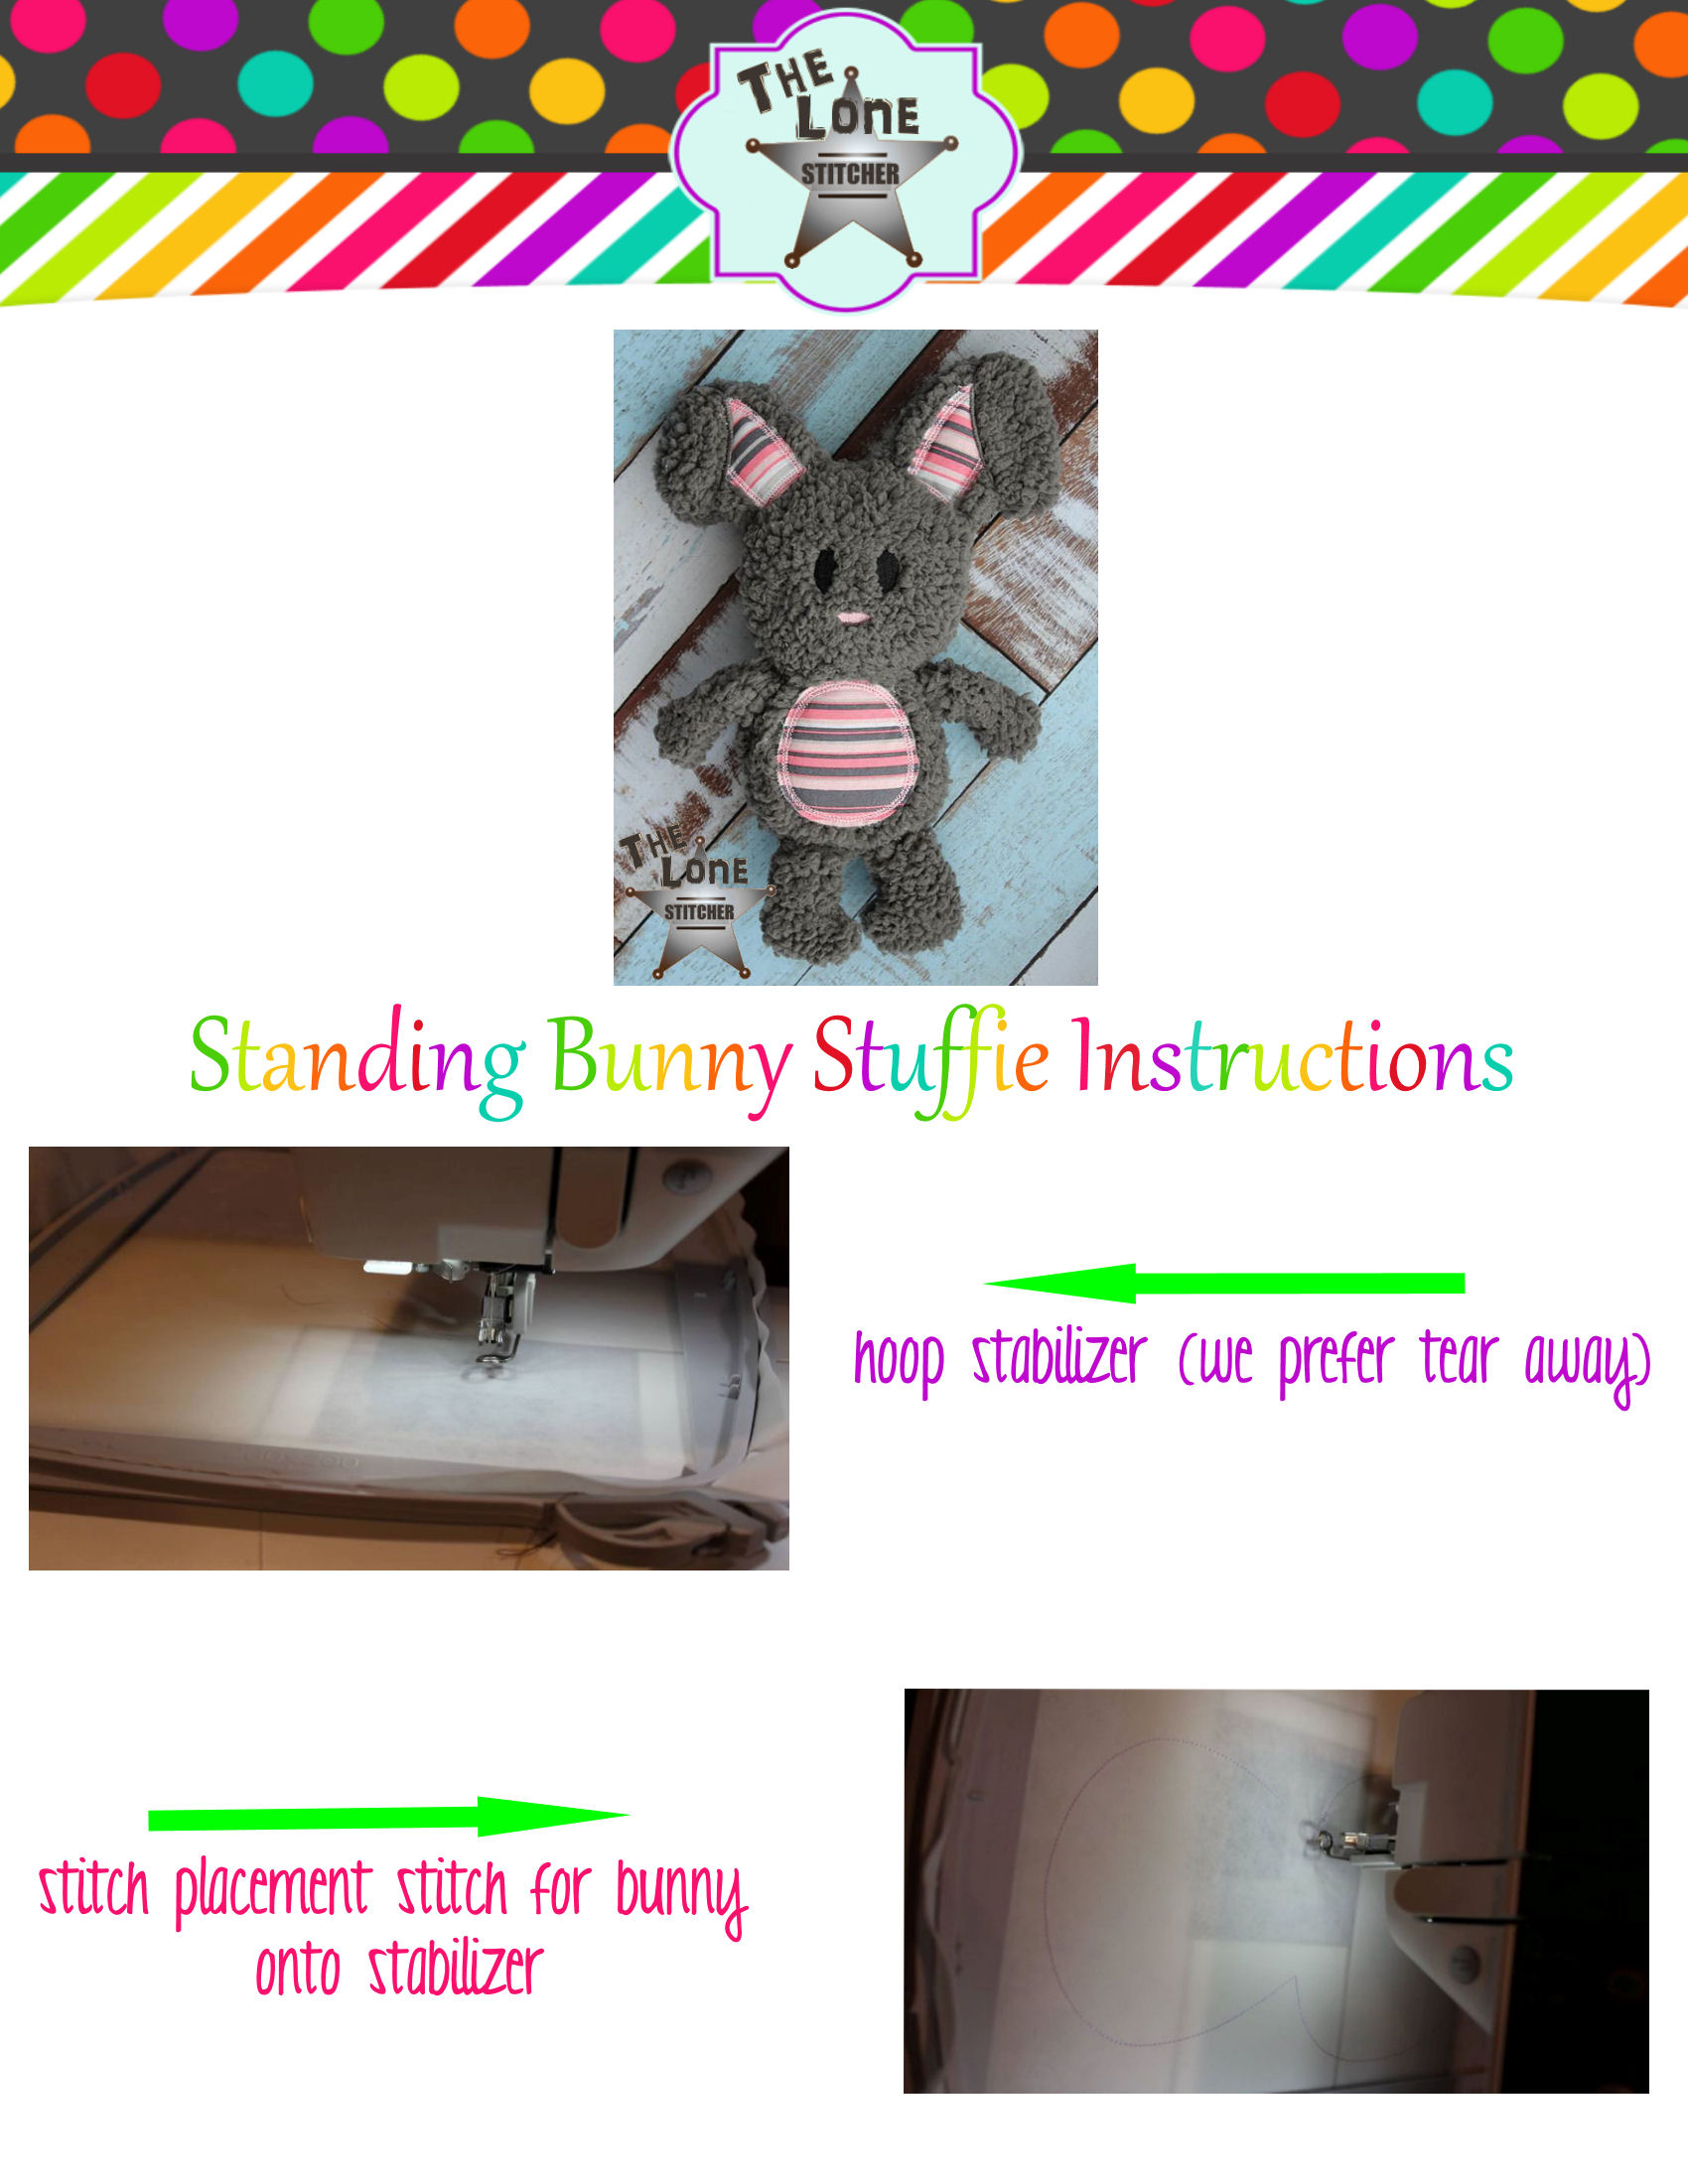 THE
LONE
STITCHER
THE
LONE
STITCHER
Standing Bunny Stuffie Instructions
hoop stabilizer (we prefer tear away)
stitch placement stitch for bunny
onto stabilizer